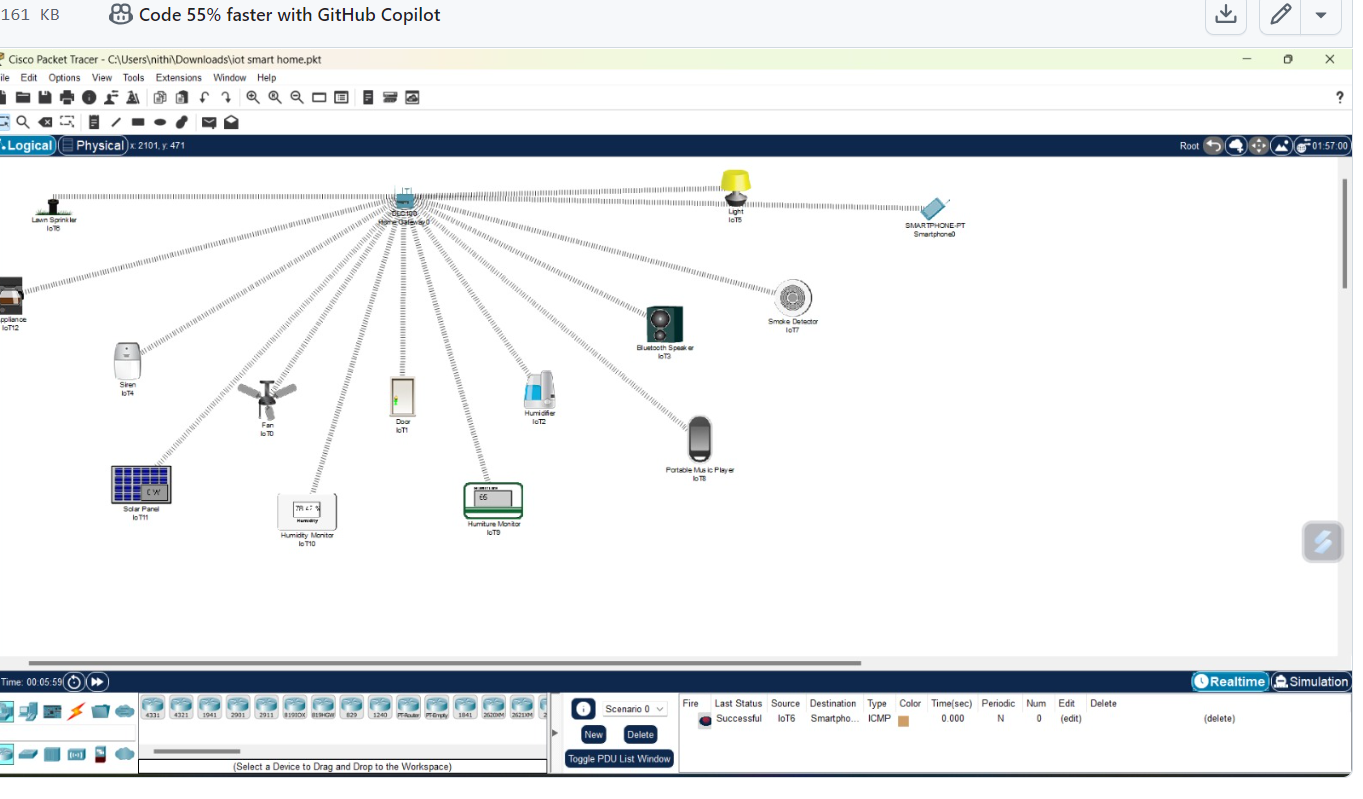 161 KB Code 55% faster with GitHub Copilot
Cisco Packet Tracer - C:\Users\nithi\Downloads\iot smart home.pkt
ile Edit Options View Tools Extensions Window Help
?
Logical Physical x: 2101, y: 471 Root 01:57:00
Lawn Sprinkler
IoT6
Home Gateway0
Light
IoT5
SMARTPHONE-PT
Smartphone0
ppliance
IoT12
Smoke Detector
IoT7
Bluetooth Speaker
IoT3
Siren
IoT4
Fan
IoT0
Door
IoT1
Humidifier
IoT2
Portable Music Player
IoT8
Solar Panel
IoT11
Humidity
Humidity Monitor
IoT10
Humiture Monitor
IoT9
Time: 00:05:59 Realtime Simulation
4331 4321 1941 2901 2911 819IOX 819HGW 829 1240 PT-Router PT-Empty 1841 2620XM 2621XM 2
(Select a Device to Drag and Drop to the Workspace)
Scenario 0
New Delete
Toggle PDU List Window
Fire Last Status Source Destination Type Color Time(sec) Periodic Num Edit Delete
Successful IoT6 Smartpho... ICMP 0.000 N 0 (edit) (delete)